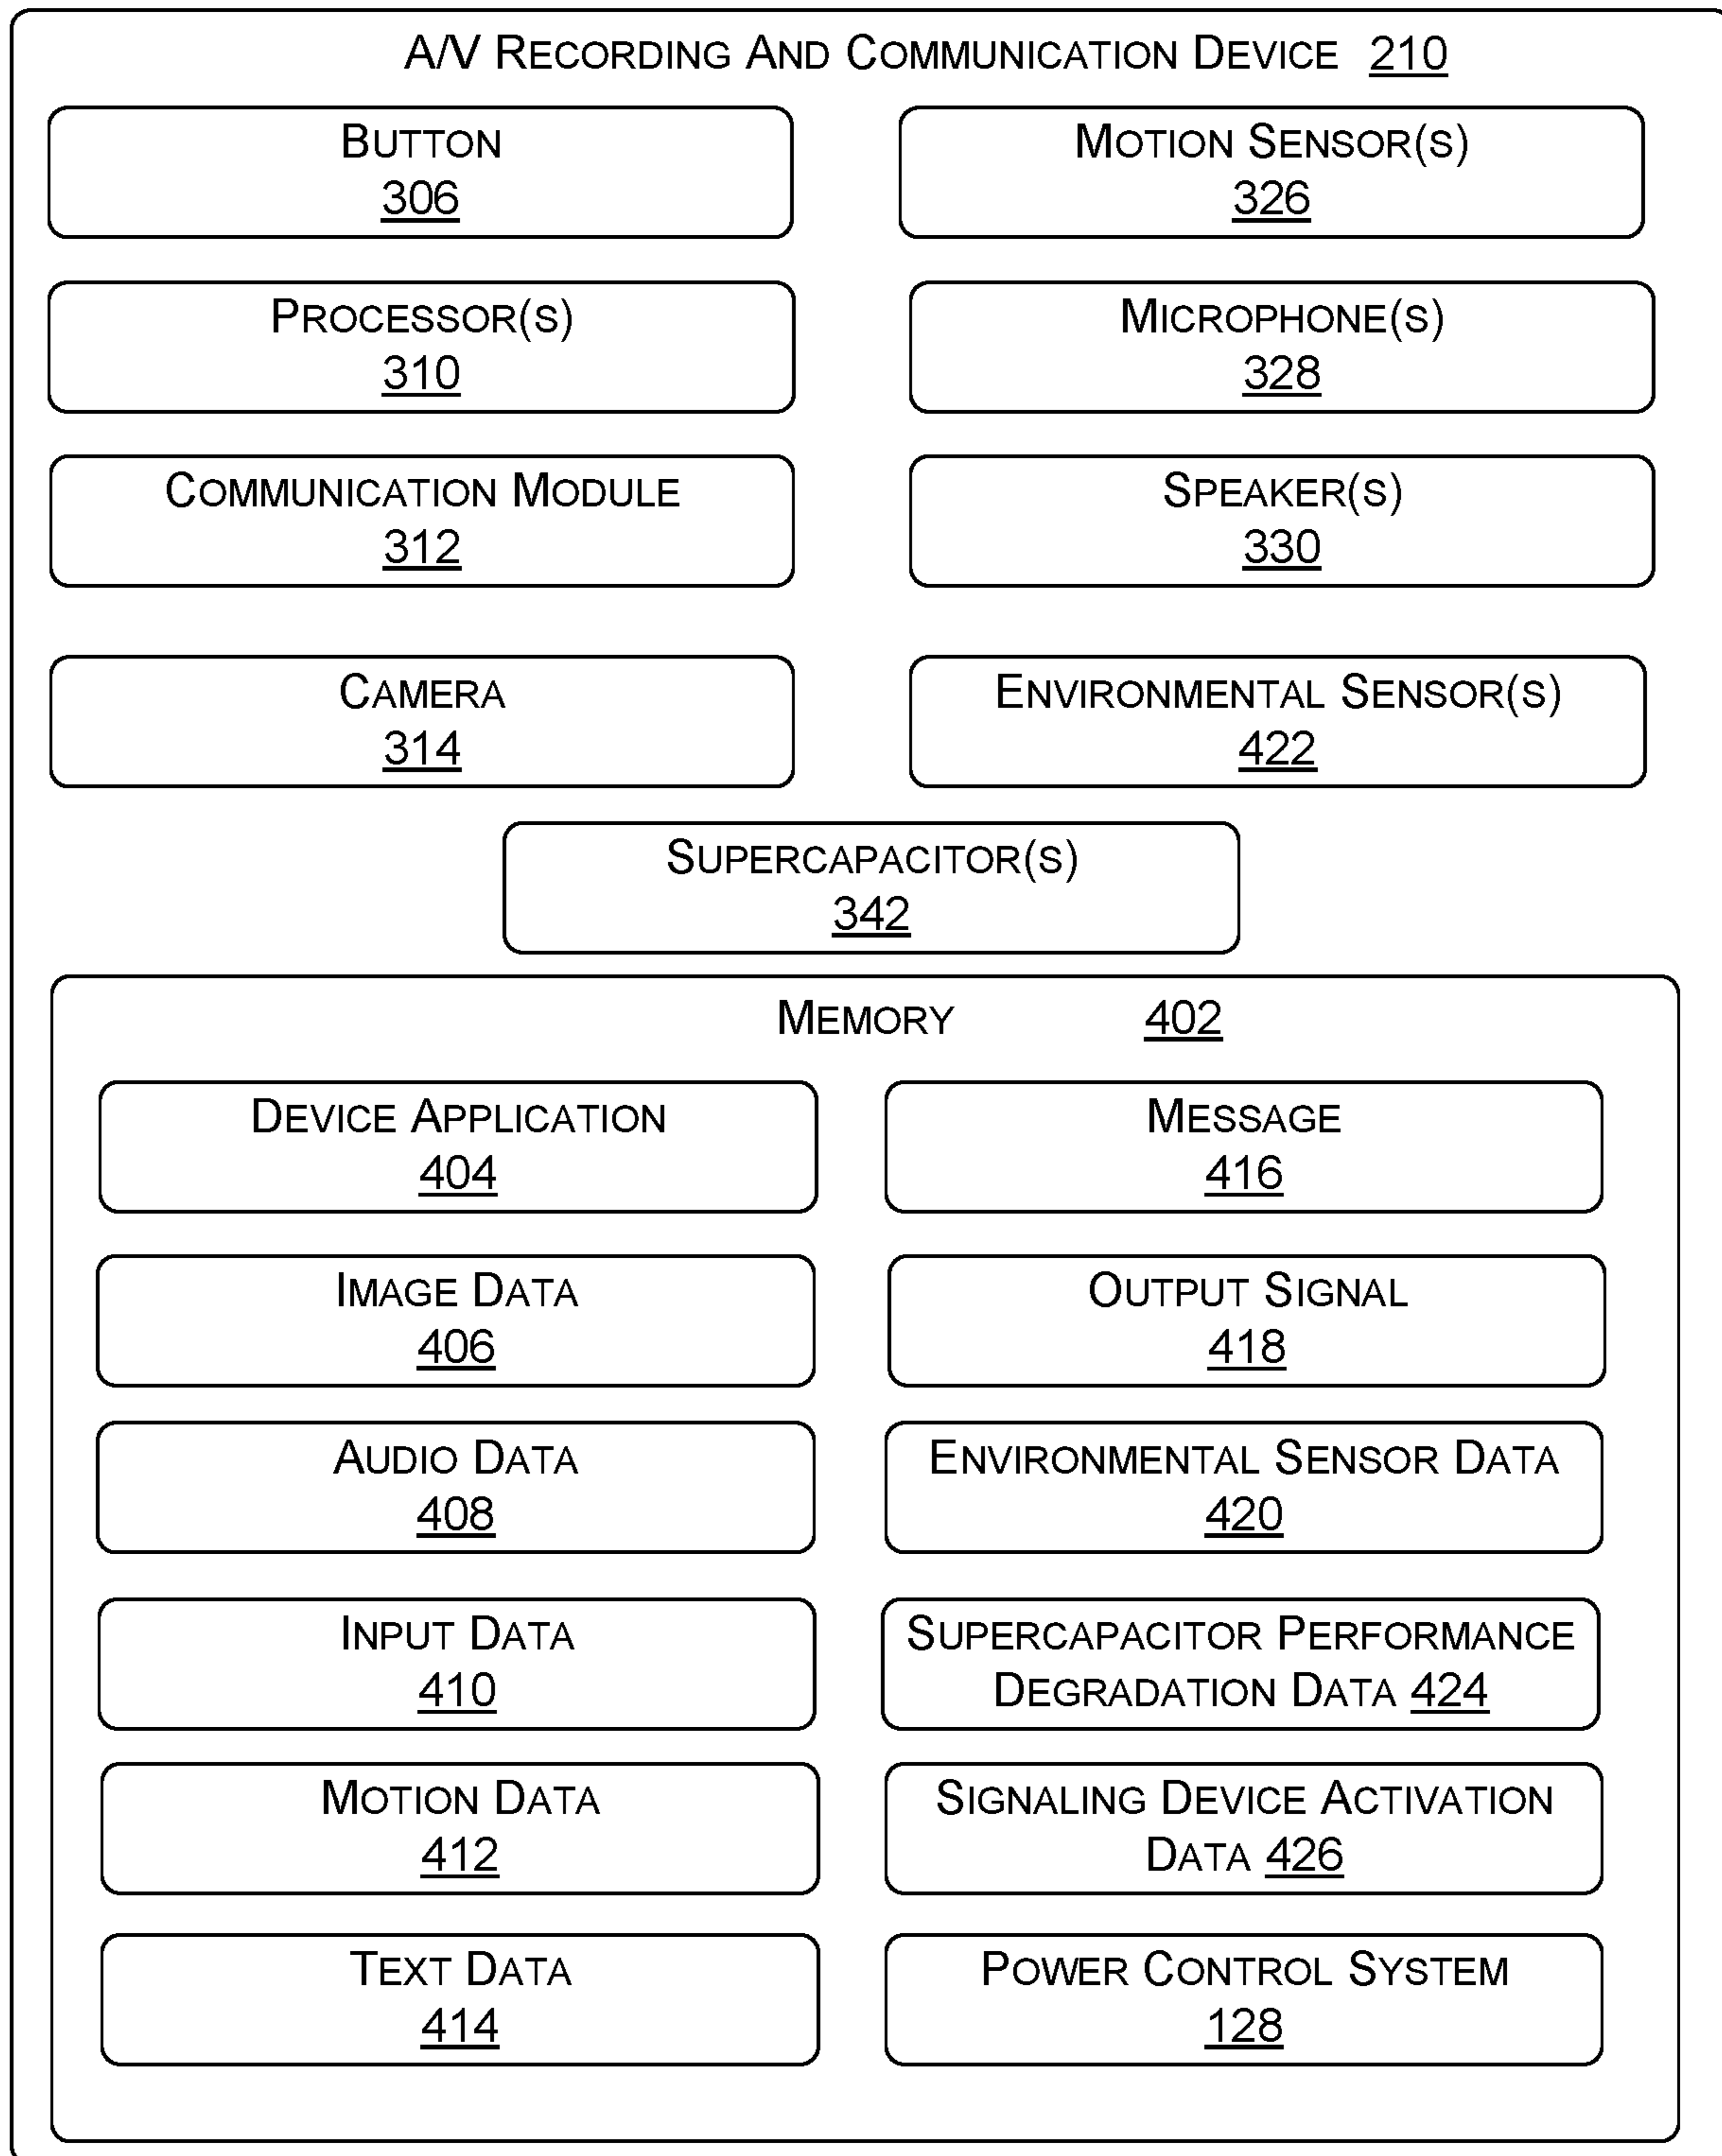 A/V RECORDING AND COMMUNICATION DEVICE 210
BUTTON
306
MOTION SENSOR(S)
326
PROCESSOR(S)
310
MICROPHONE(S)
328
COMMUNICATION MODULE
312
SPEAKER(S)
330
CAMERA
314
ENVIRONMENTAL SENSOR(S)
422
SUPERCAPACITOR(S)
342
MEMORY 402
DEVICE APPLICATION
404
MESSAGE
416
IMAGE DATA
406
OUTPUT SIGNAL
418
AUDIO DATA
408
ENVIRONMENTAL SENSOR DATA
420
INPUT DATA
410
SUPERCAPACITOR PERFORMANCE
DEGRADATION DATA 424
MOTION DATA
412
SIGNALING DEVICE ACTIVATION
DATA 426
TEXT DATA
414
POWER CONTROL SYSTEM
128